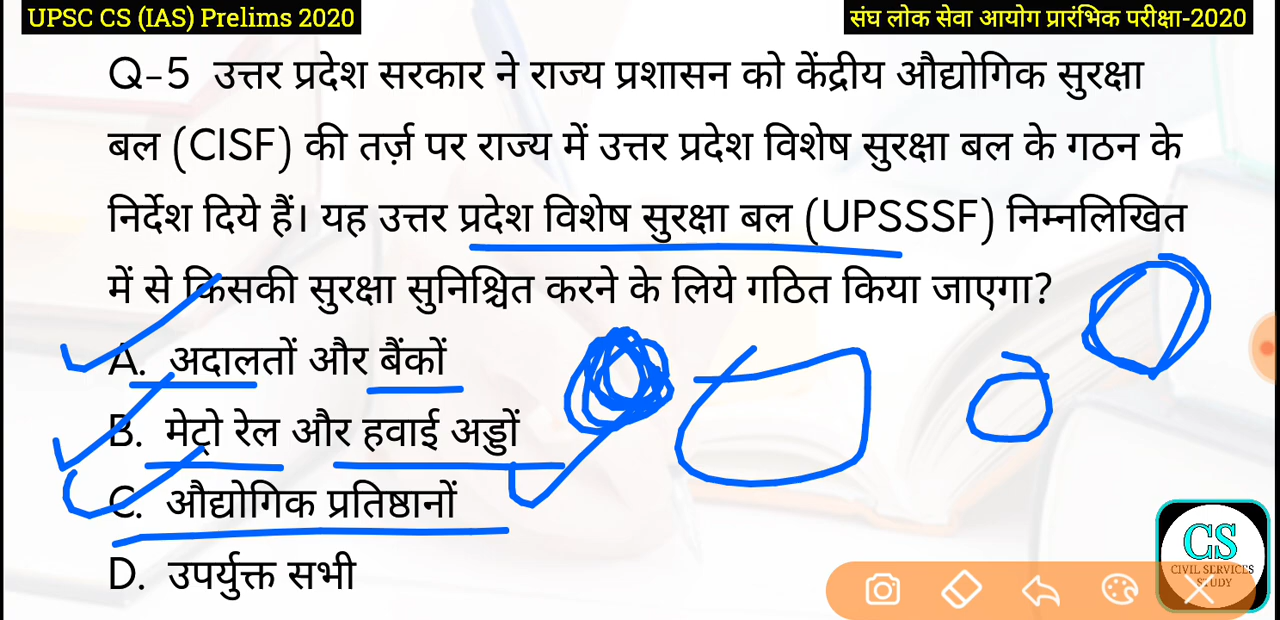 UPSC CS (IAS) Prelims 2020
संघ लोक सेवा आयोग प्रारंभिक परीक्षा-2020
Q-5 उत्तर प्रदेश सरकार ने राज्य प्रशासन को केंद्रीय औद्योगिक सुरक्षा
बल (CISF) की तर्ज़ पर राज्य में उत्तर प्रदेश विशेष सुरक्षा बल के गठन के
निर्देश दिये हैं। यह उत्तर प्रदेश विशेष सुरक्षा बल (UPSSSF) निम्नलिखित
में से किसकी सुरक्षा सुनिश्चित करने के लिये गठित किया जाएगा?
A. अदालतों और बैंकों
B. मेट्रो रेल और हवाई अड्डों
C. औद्योगिक प्रतिष्ठानों
D. उपर्युक्त सभी
CS
CIVIL SERVICES
STUDY